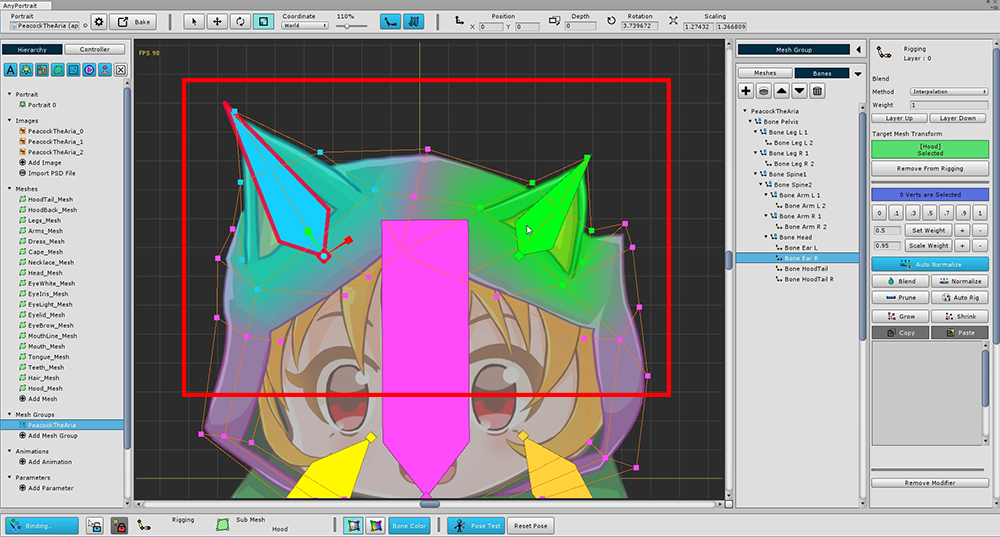 AnyPortrait
Portrait
PeacockTheAria (ap
Bake
Coordinate
World
110%
Position
X 0 Y 0
Depth
0
Rotation
3.739672
Scaling
1.27432 1.366809
Hierarchy
Controller
Portrait
Portrait 0
Images
PeacockTheAria_0
PeacockTheAria_1
PeacockTheAria_2
Add Image
Import PSD File
Meshes
HoodTail_Mesh
HoodBack_Mesh
Legs_Mesh
Arms_Mesh
Dress_Mesh
Cape_Mesh
Necklace_Mesh
Head_Mesh
EyeWhite_Mesh
EyeIris_Mesh
EyeLight_Mesh
Eyelid_Mesh
EyeBrow_Mesh
MouthLine_Mesh
Mouth_Mesh
Tongue_Mesh
Teeth_Mesh
Hair_Mesh
Hood_Mesh
Add Mesh
Mesh Groups
PeacockTheAria
Add Mesh Group
Animations
Add Animation
Parameters
Add Parameter
FPS 98
Mesh Group
Meshes
Bones
PeacockTheAria
Bone Pelvis
Bone Leg L 1
Bone Leg L 2
Bone Leg R 1
Bone Leg R 2
Bone Spine1
Bone Spine2
Bone Arm L 1
Bone Arm L 2
Bone Arm R 1
Bone Arm R 2
Bone Head
Bone Ear L
Bone Ear R
Bone HoodTail
Bone HoodTail R
Rigging
Layer : 0
Blend
Method Interpolation
Weight 1
Layer Up
Layer Down
Target Mesh Transform
[Hood]
Selected
Remove From Rigging
0 Verts are Selected
0 .1 .3 .5 .7 .9 1
0.5 Set Weight + -
0.95 Scale Weight + -
Auto Normalize
Blend
Normalize
Prune
Auto Rig
Grow
Shrink
Copy
Paste
Remove Modifier
Binding...
Rigging
Sub Mesh
Hood
Bone Color
Pose Test
Reset Pose